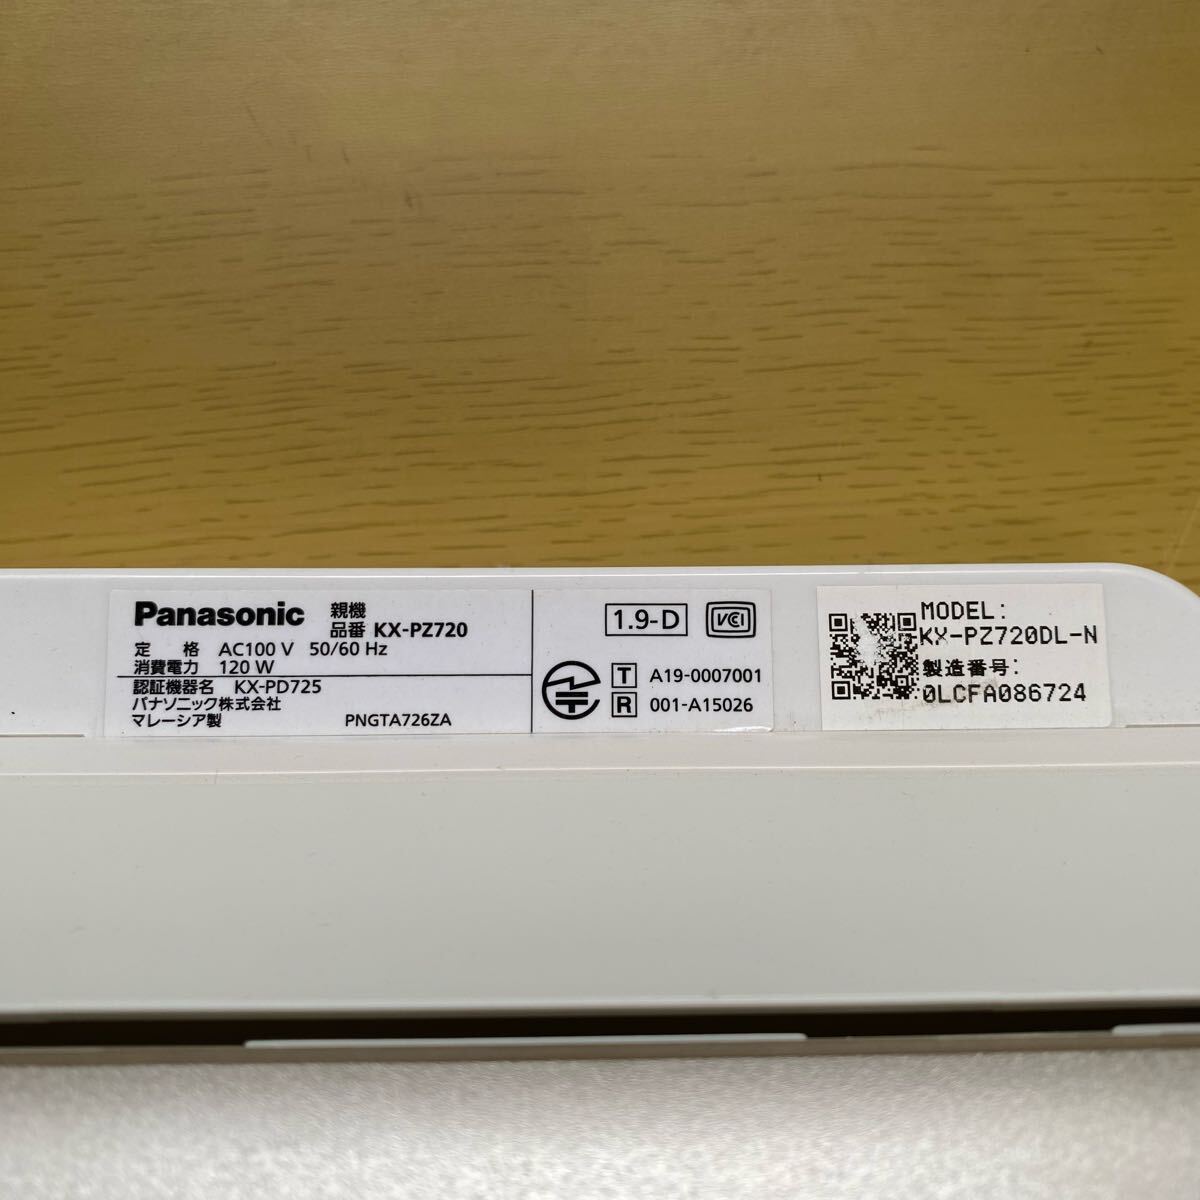 Panasonic 親機
品番 KX-PZ720
定 格 AC100 V 50/60 Hz
消費電力 120 W
認証機器名 KX-PD725
パナソニック株式会社
マレーシア製 PNGTA726ZA
1.9-D VCI
T A19-0007001
R 001-A15026
MODEL:
KX-PZ720DL-N
製造番号:
0LCFA086724